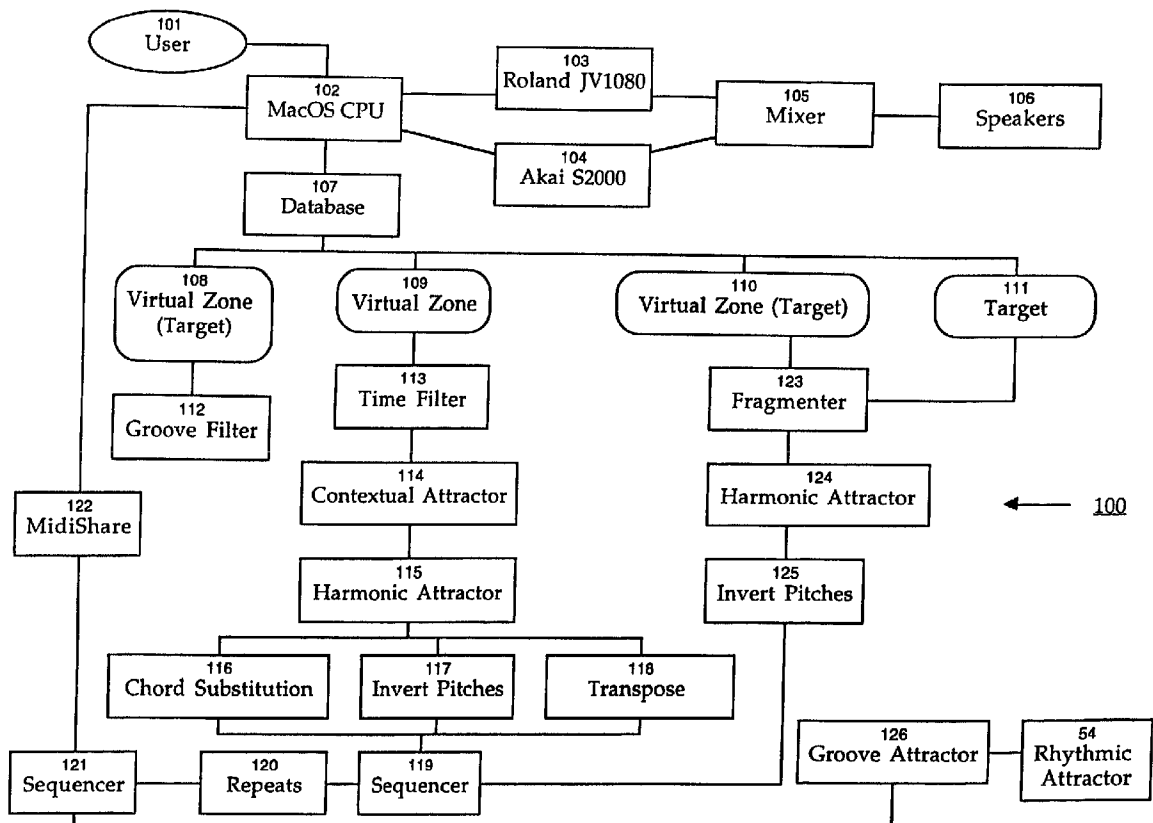 101
User
102
MacOS CPU
103
Roland JV1080
104
Akai S2000
105
Mixer
106
Speakers
107
Database
108
Virtual Zone
(Target)
109
Virtual Zone
110
Virtual Zone (Target)
111
Target
112
Groove Filter
113
Time Filter
123
Fragmenter
114
Contextual Attractor
124
Harmonic Attractor
100
122
MidiShare
115
Harmonic Attractor
125
Invert Pitches
116
Chord Substitution
117
Invert Pitches
118
Transpose
121
Sequencer
120
Repeats
119
Sequencer
126
Groove Attractor
54
Rhythmic
Attractor